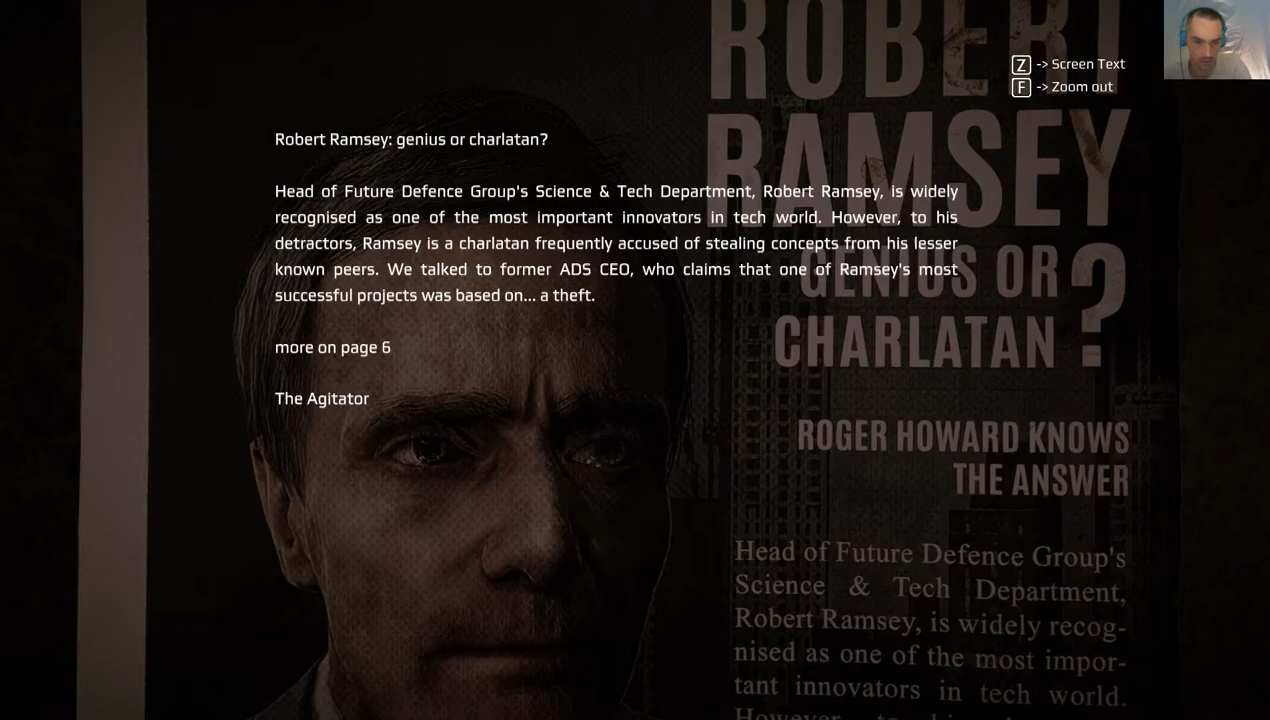 ROBERT
RAMSEY
GENIUS OR
CHARLATAN?
ROGER HOWARD KNOWS
THE ANSWER
Head of Future Defence Group's
Science & Tech Department,
Robert Ramsey, is widely recog-
nised as one of the most impor-
tant innovators in tech world.
However, to his
Z -> Screen Text
F -> Zoom out
Robert Ramsey: genius or charlatan?
Head of Future Defence Group's Science & Tech Department, Robert Ramsey, is widely
recognised as one of the most important innovators in tech world. However, to his
detractors, Ramsey is a charlatan frequently accused of stealing concepts from his lesser
known peers. We talked to former ADS CEO, who claims that one of Ramsey's most
successful projects was based on... a theft.
more on page 6
The Agitator